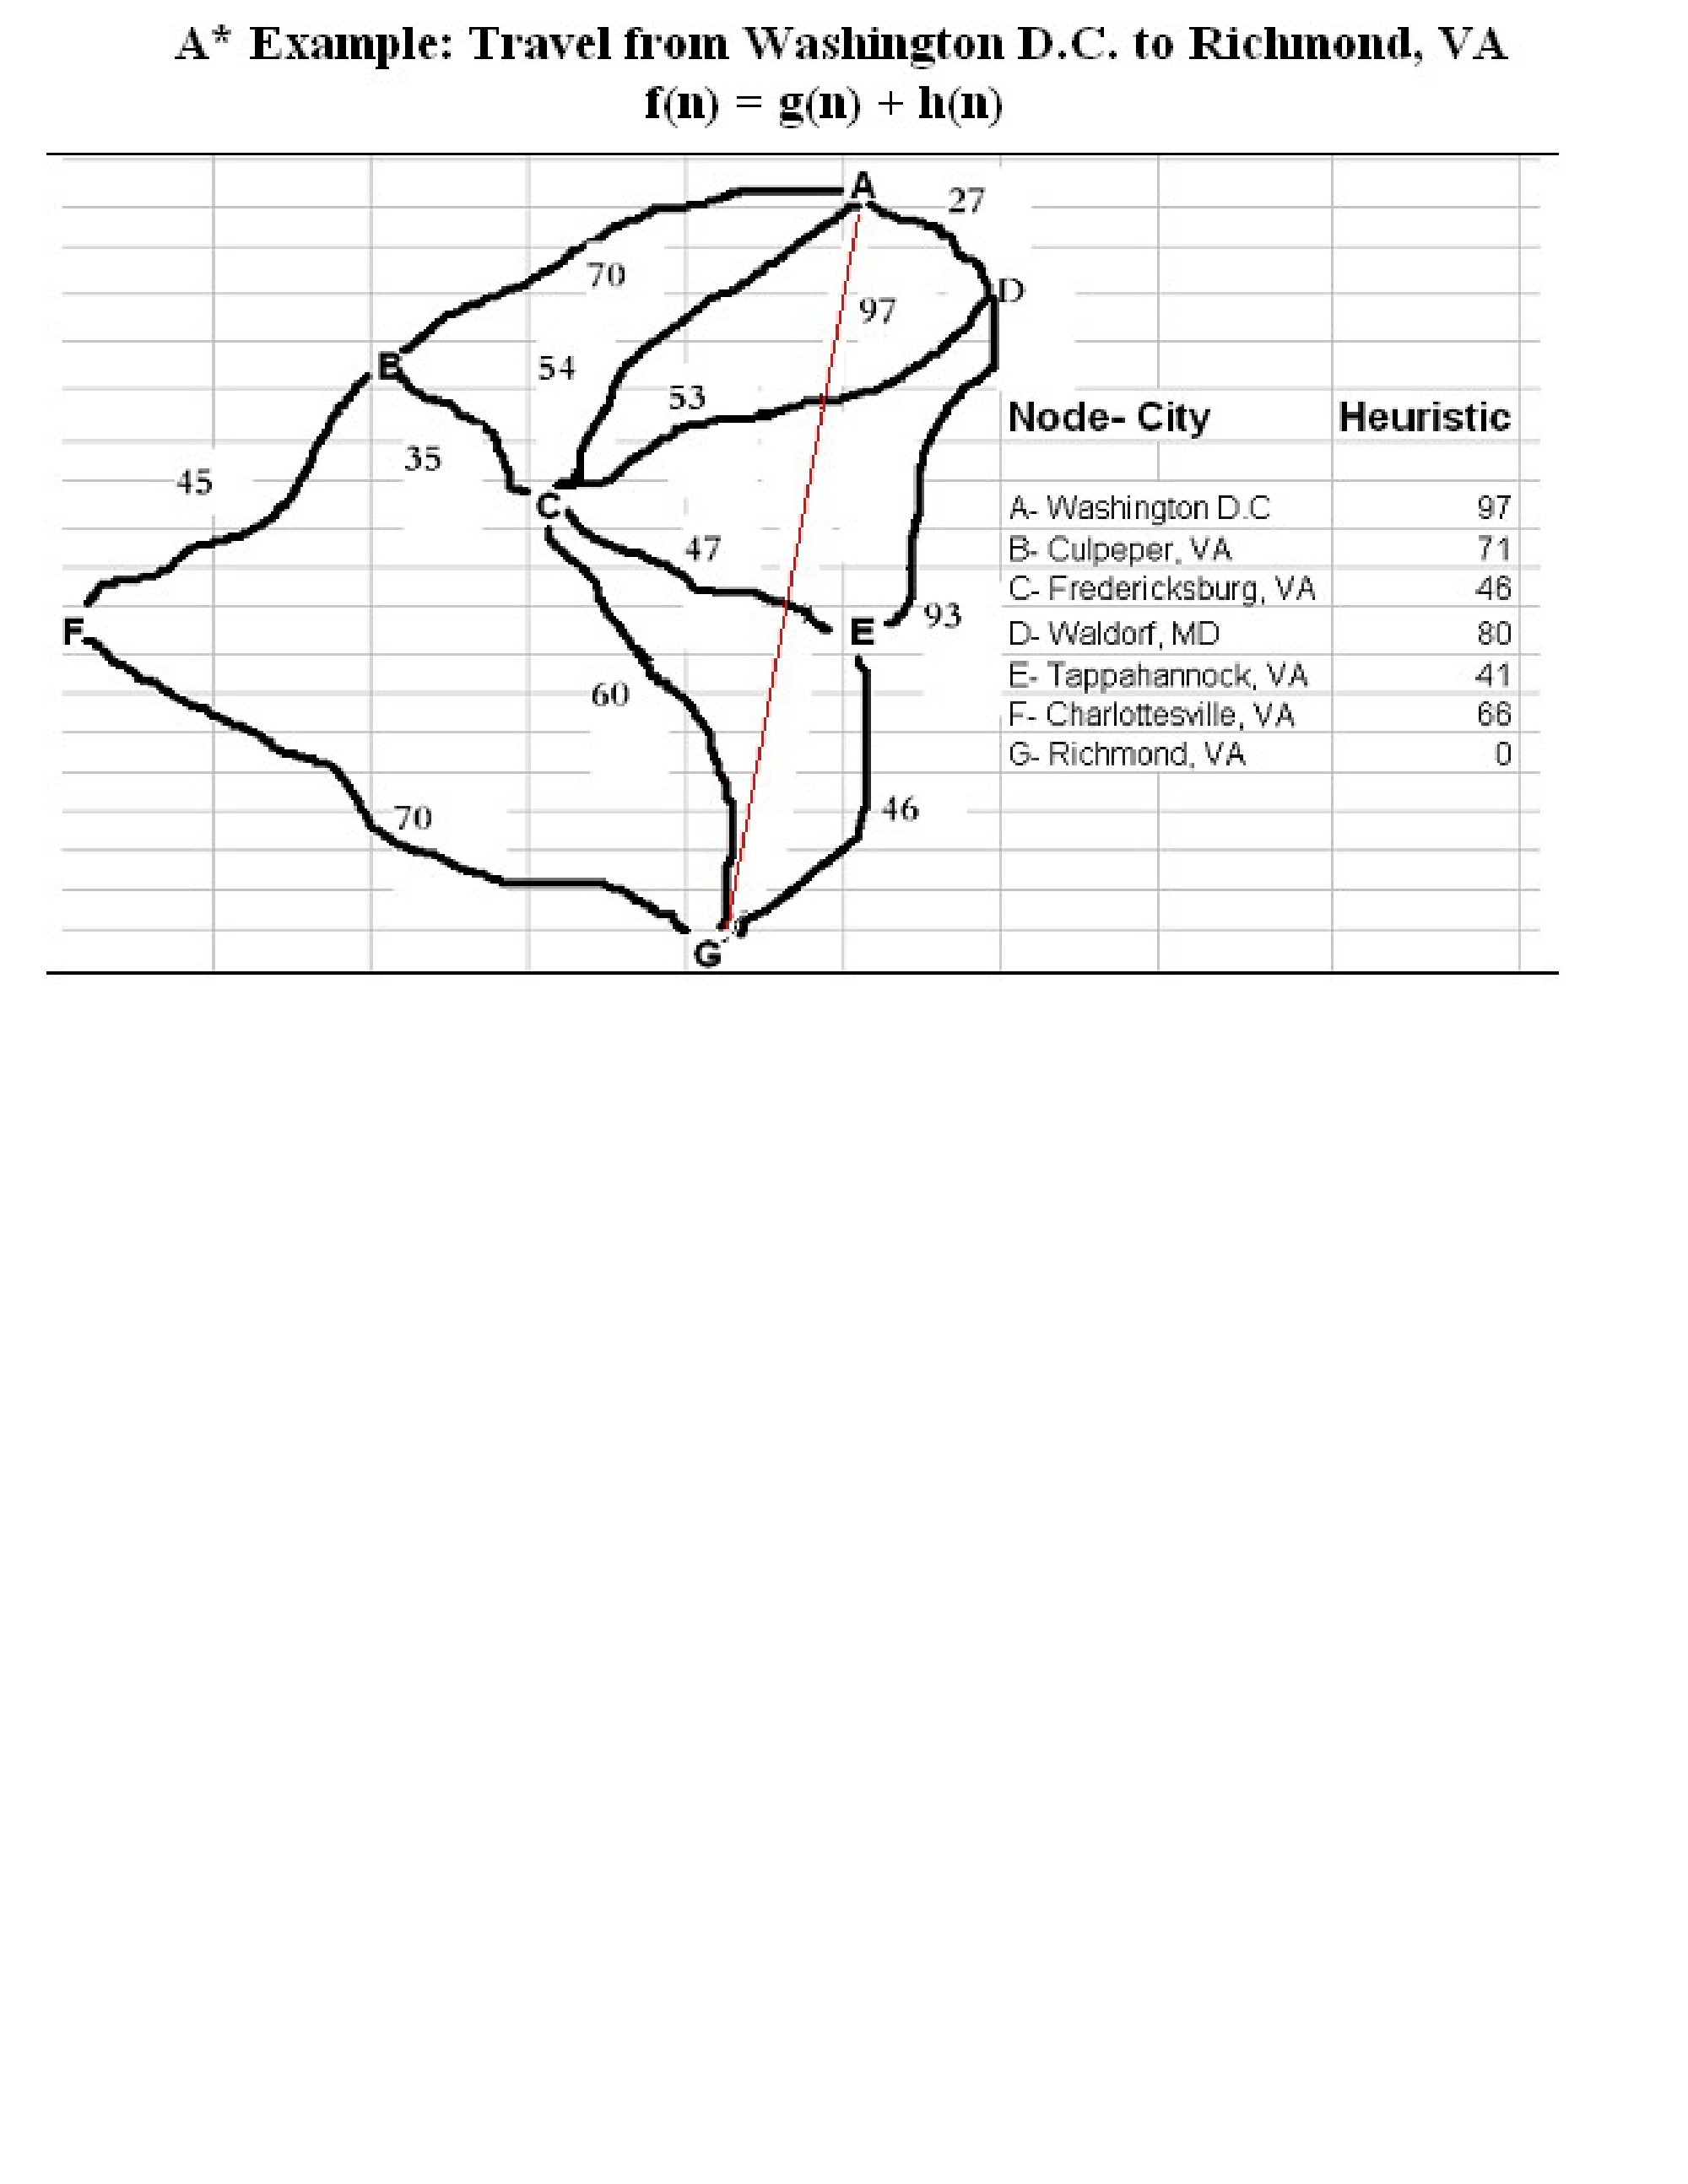 A* Example: Travel from Washington D.C. to Richmond, VA
f(n) = g(n) + h(n)
A
27
70
D
97
B
54
53
Node- City Heuristic
35
45
C
A- Washington D.C 97
47
B- Culpeper, VA 71
C- Fredericksburg, VA 46
93
F
E
D- Waldorf, MD 80
E- Tappahannock, VA 41
60
F- Charlottesville, VA 66
G- Richmond, VA 0
70
46
G